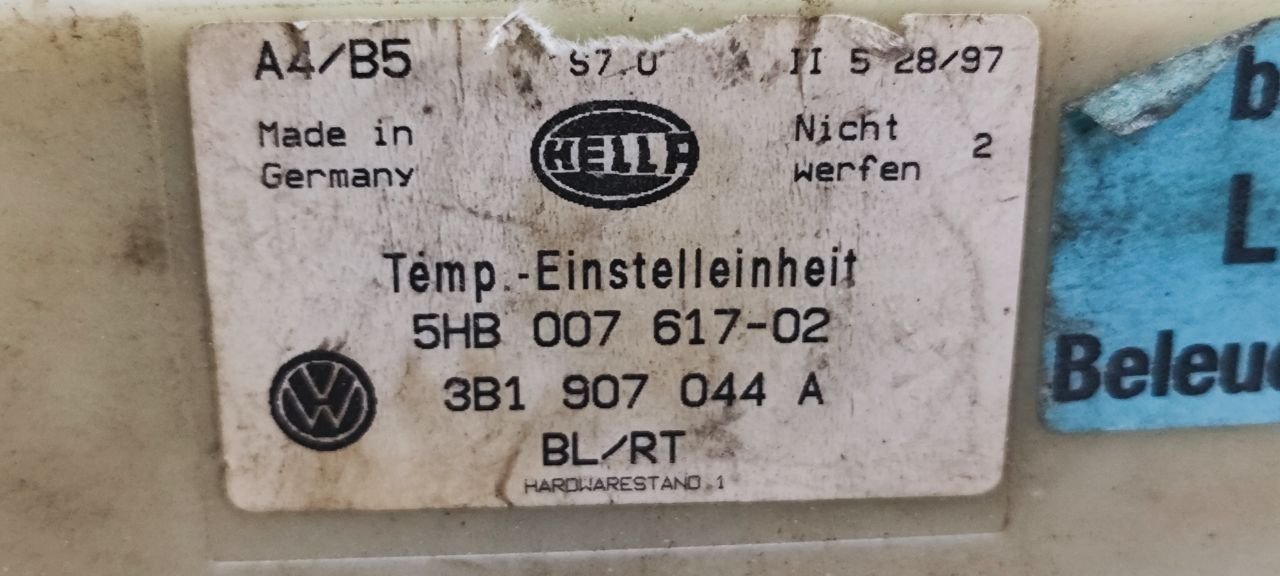 A4/B5 II 5 28/97
Made in
Germany
HELLA
Nicht
werfen 2
Temp.-Einstelleinheit
5HB 007 617-02
3B1 907 044 A
VW
BL/RT
HARDWARESTAND 1
b
L
Beleu